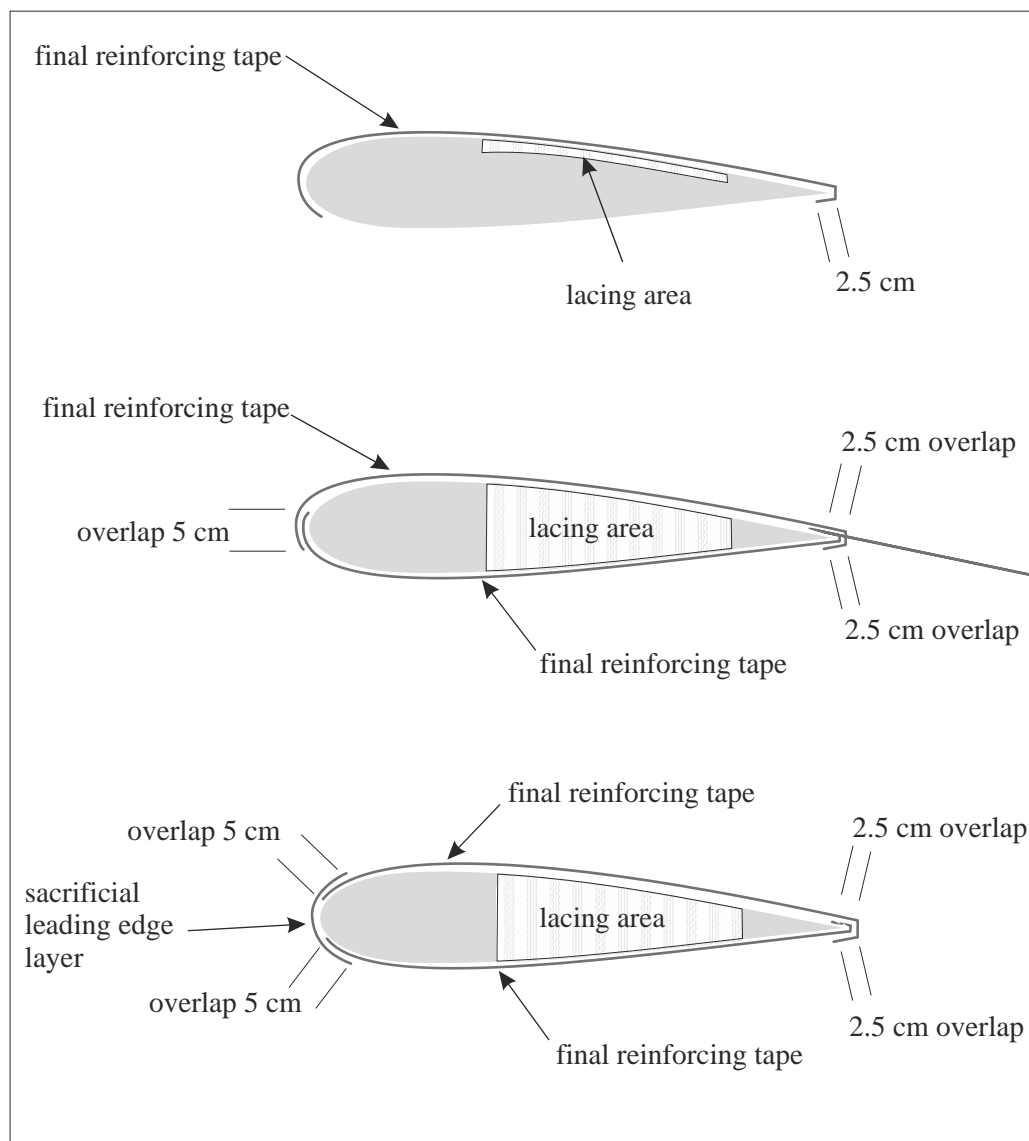 final reinforcing tape
lacing area
2.5 cm
final reinforcing tape
2.5 cm overlap
overlap 5 cm
lacing area
2.5 cm overlap
final reinforcing tape
final reinforcing tape
overlap 5 cm
2.5 cm overlap
sacrificial
leading edge
layer
lacing area
overlap 5 cm
2.5 cm overlap
final reinforcing tape